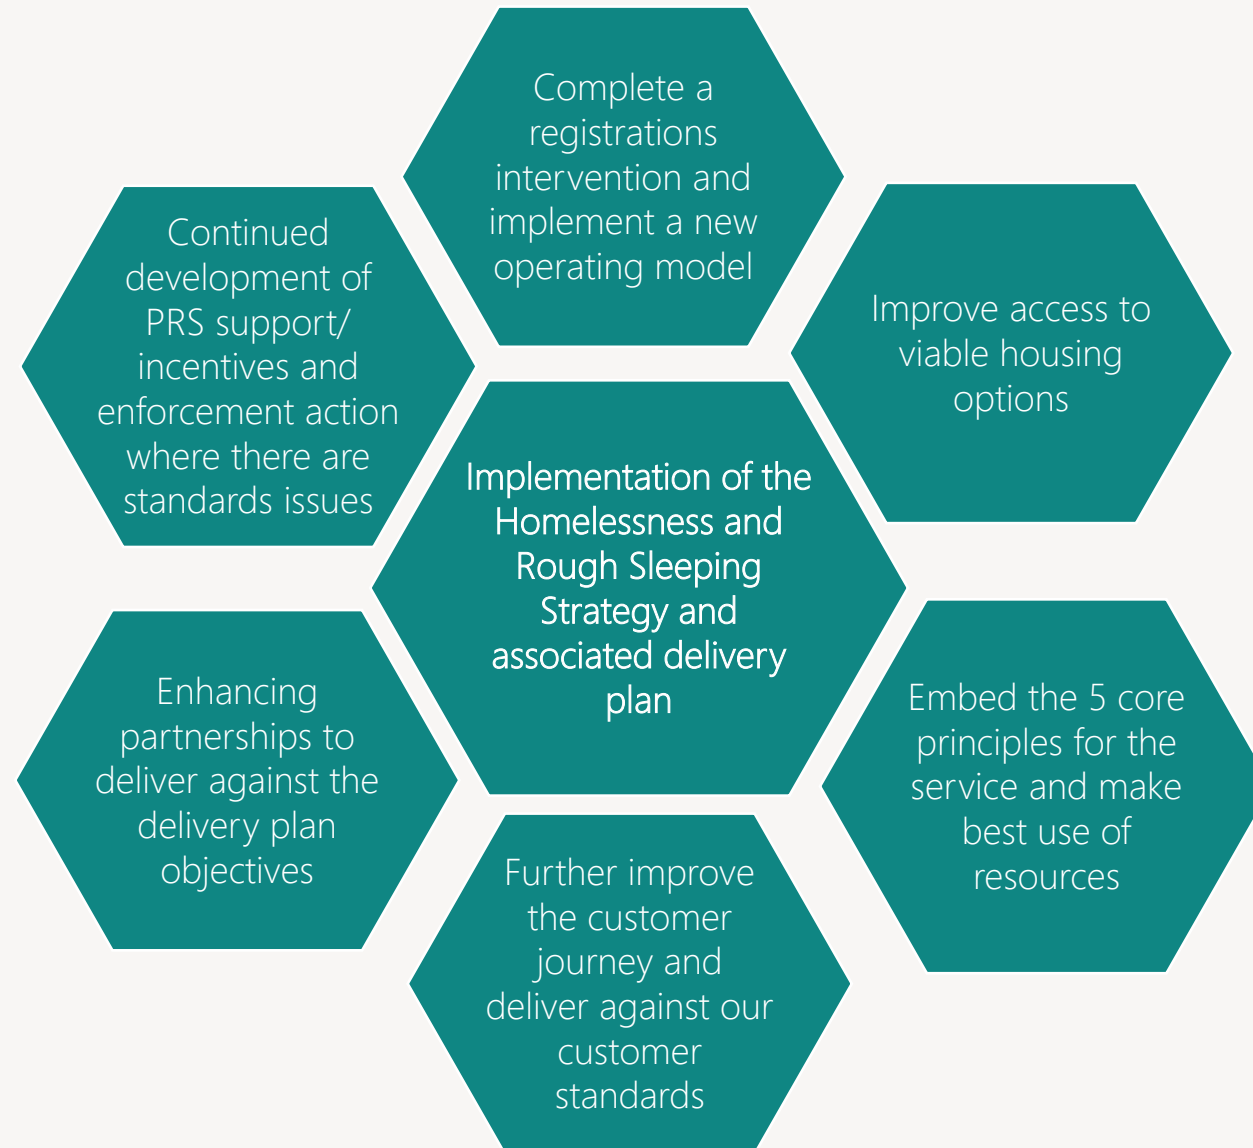 Complete a
registrations
intervention and
implement a new
operating model
Continued
development of
PRS support/
incentives and
enforcement action
where there are
standards issues
Improve access to
viable housing
options
Implementation of the
Homelessness and
Rough Sleeping
Strategy and
associated delivery
plan
Enhancing
partnerships to
deliver against the
delivery plan
objectives
Embed the 5 core
principles for the
service and make
best use of
resources
Further improve
the customer
journey and
deliver against our
customer
standards